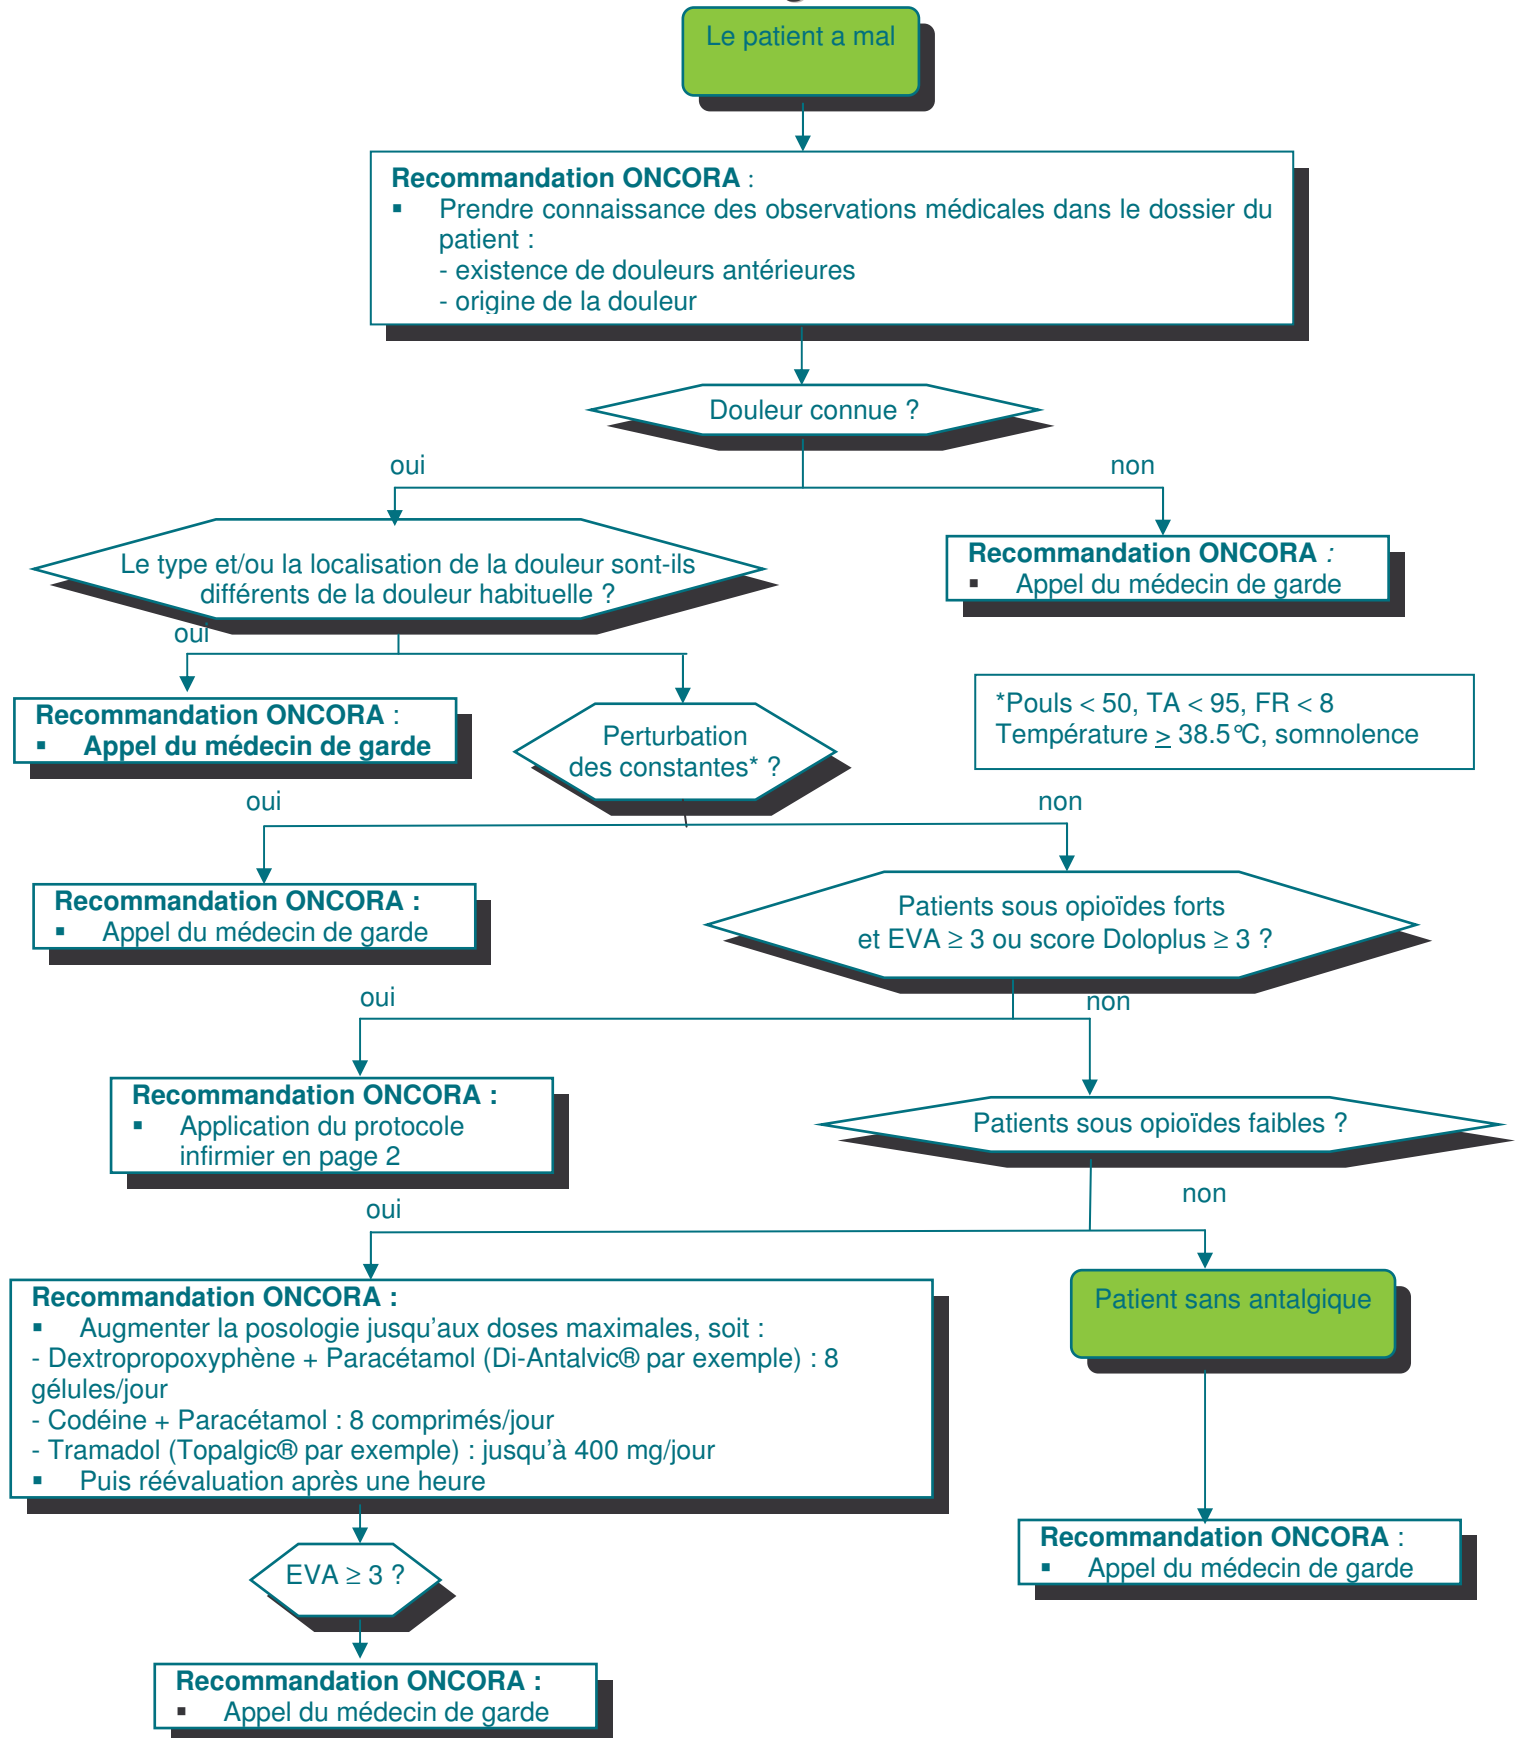 Le patient a mal
Recommandation ONCORA :
▪ Prendre connaissance des observations médicales dans le dossier du
patient :
- existence de douleurs antérieures
- origine de la douleur
Douleur connue ?
oui
non
Le type et/ou la localisation de la douleur sont-ils
différents de la douleur habituelle ?
Recommandation ONCORA :
▪ Appel du médecin de garde
oui
Recommandation ONCORA :
▪ Appel du médecin de garde
Perturbation
des constantes* ?
*Pouls < 50, TA < 95, FR < 8
Température ≥ 38.5°C, somnolence
oui
non
Recommandation ONCORA :
▪ Appel du médecin de garde
Patients sous opioïdes forts
et EVA ≥ 3 ou score Doloplus ≥ 3 ?
oui
non
Recommandation ONCORA :
▪ Application du protocole
infirmier en page 2
Patients sous opioïdes faibles ?
oui
non
Recommandation ONCORA :
▪ Augmenter la posologie jusqu'aux doses maximales, soit :
- Dextropropoxyphène + Paracétamol (Di-Antalvic® par exemple) : 8
gélules/jour
- Codéine + Paracétamol : 8 comprimés/jour
- Tramadol (Topalgic® par exemple) : jusqu'à 400 mg/jour
▪ Puis réévaluation après une heure
Patient sans antalgique
EVA ≥ 3 ?
Recommandation ONCORA :
▪ Appel du médecin de garde
Recommandation ONCORA :
▪ Appel du médecin de garde